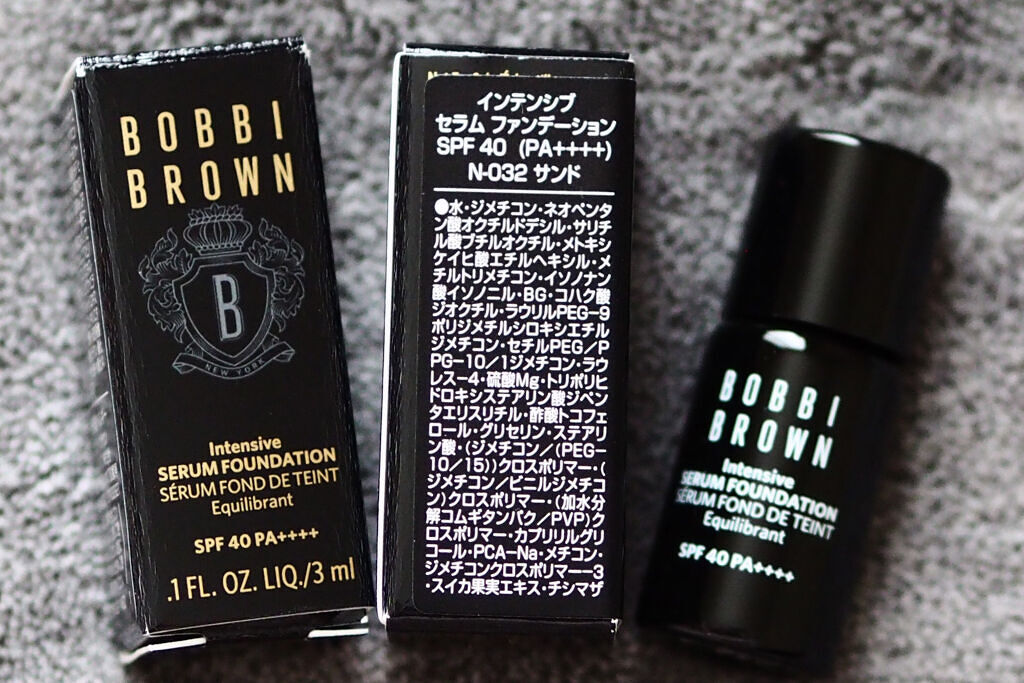 BOBBI
BROWN
B
NEW YORK
Intensive
SERUM FOUNDATION
SÉRUM FOND DE TEINT
Equilibrant
SPF 40 PA++++
.1 FL. OZ. LIQ./3 ml
インテンシブ
セラム ファンデーション
SPF 40 (PA++++)
N-032 サンド
●水・ジメチコン・ネオペンタ
ン酸オクチルドデシル・サリチ
ル酸ブチルオクチル・メトキシ
ケイヒ酸エチルヘキシル・メ
チルトリメチコン・イソノナン
酸イソノニル・BG・コハク酸
ジオクチル・ラウリルPEG-9
ポリジメチルシロキシエチル
ジメチコン・セチルPEG/P
PG-10/1ジメチコン・ラウ
レス-4・硫酸Mg・トリポリヒ
ドロキシステアリン酸ジペン
タエリスリチル・酢酸トコフェ
ロール・グリセリン・ステアリ
ン酸・(ジメチコン/(PEG-
10/15))クロスポリマー・(
ジメチコン/ビニルジメチコ
ン)クロスポリマー・(加水分
解コムギタンパク/PVP)ク
ロスポリマー・カプリリルグリ
コール・PCA-Na・メチコン・
ジメチコンクロスポリマー-3
・スイカ果実エキス・チシマザ
BOBBI
BROWN
Intensive
SERUM FOUNDATION
SÉRUM FOND DE TEINT
Equilibrant
SPF 40 PA++++